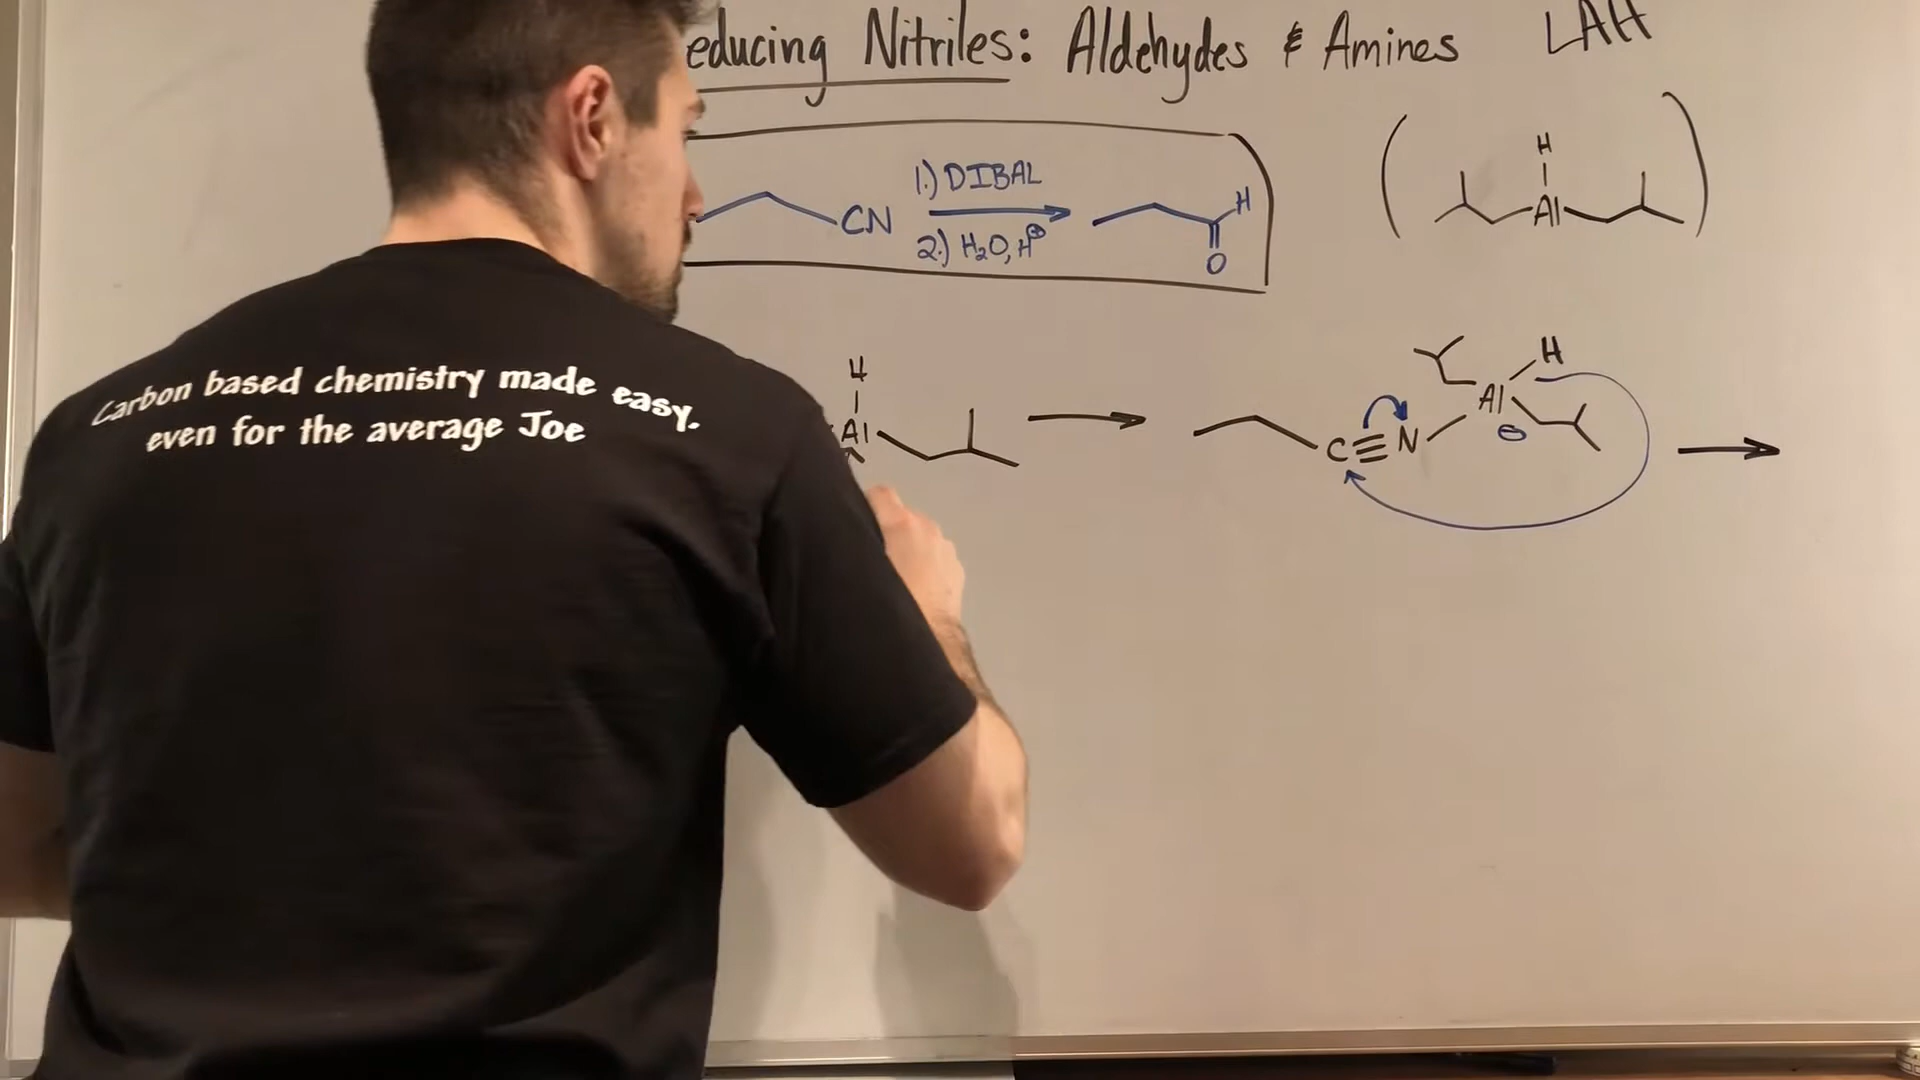 educing Nitriles: Aldehydes & Amines LAH
CN
1.) DIBAL
2.) H₂O, H⊕
H
O
H
Al
Carbon based chemistry made easy.
even for the average Joe
H
Al
C≡N
Al
H
⊖